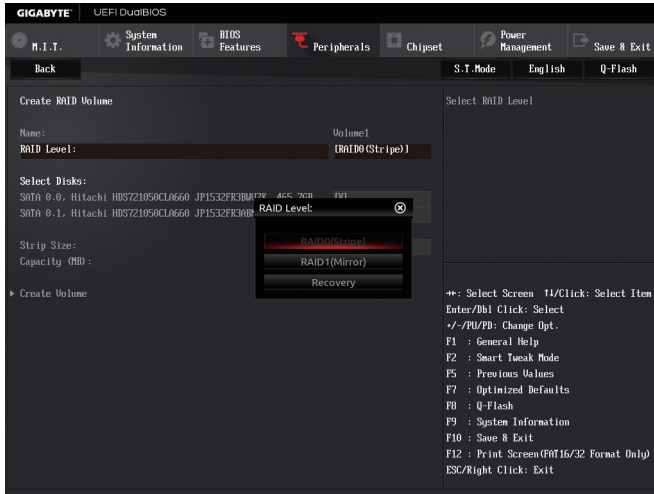 GIGABYTE™ UEFI DualBIOS
M.I.T.
System Information
BIOS Features
Peripherals
Chipset
Power Management
Save & Exit
Back S.T.Mode English Q-Flash
Create RAID Volume
Select RAID Level
Name: Volume1
RAID Level: [RAID0(Stripe)]
Select Disks:
SATA 0.0, Hitachi HDS721050CLA660 465.7GB [X]
SATA 0.1, Hitachi HDS721050CLA660
RAID Level:
RAID0(Stripe)
RAID1(Mirror)
Recovery
Strip Size:
Capacity (MB) :
Create Volume
→←: Select Screen ↑↓/Click: Select Item
Enter/Dbl Click: Select
+/-/PU/PD: Change Opt.
F1 : General Help
F2 : Smart Tweak Mode
F5 : Previous Values
F7 : Optimized Defaults
F8 : Q-Flash
F9 : System Information
F10 : Save & Exit
F12 : Print Screen(FAT16/32 Format Only)
ESC/Right Click: Exit